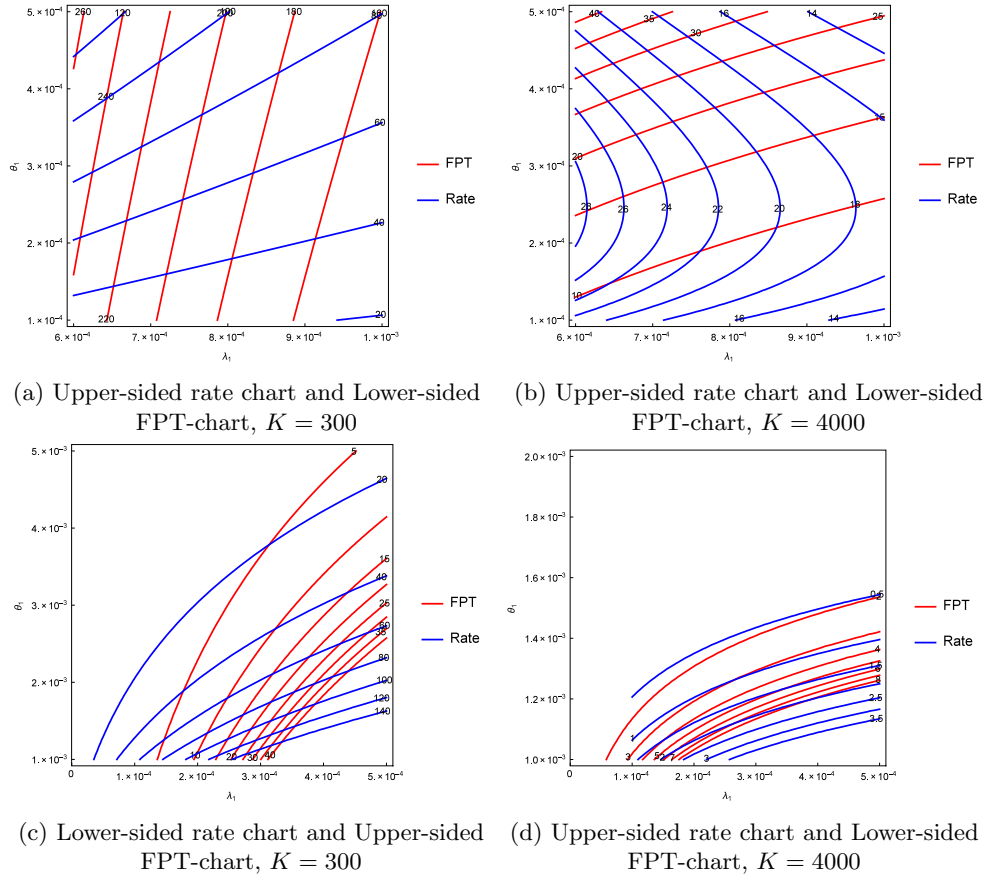 5.×10⁻⁴
4.×10⁻⁴
3.×10⁻⁴
2.×10⁻⁴
1.×10⁻⁴
θ₁
260 120 200 180
240
60
40
220
20
6.×10⁻⁴ 7.×10⁻⁴ 8.×10⁻⁴ 9.×10⁻⁴ 1.×10⁻³
λ₁
FPT
Rate
(a) Upper-sided rate chart and Lower-sided
FPT-chart, K = 300
5.×10⁻⁴
4.×10⁻⁴
3.×10⁻⁴
2.×10⁻⁴
1.×10⁻⁴
θ₁
40 35 30 16 14 25
16
20
28 26 24 22 20 18
10
16 14
6.×10⁻⁴ 7.×10⁻⁴ 8.×10⁻⁴ 9.×10⁻⁴ 1.×10⁻³
λ₁
FPT
Rate
(b) Upper-sided rate chart and Lower-sided
FPT-chart, K = 4000
5.×10⁻³
4.×10⁻³
3.×10⁻³
2.×10⁻³
1.×10⁻³
θ₁
5
20
15
40
25
60
35
80
100
120
140
10 20 30 40
0 1.×10⁻⁴ 2.×10⁻⁴ 3.×10⁻⁴ 4.×10⁻⁴ 5.×10⁻⁴
λ₁
FPT
Rate
(c) Lower-sided rate chart and Upper-sided
FPT-chart, K = 300
2.0×10⁻³
1.8×10⁻³
1.6×10⁻³
1.4×10⁻³
1.2×10⁻³
1.0×10⁻³
θ₁
0.5
4
2.5
3.5
3 5 7 3
0 1.×10⁻⁴ 2.×10⁻⁴ 3.×10⁻⁴ 4.×10⁻⁴ 5.×10⁻⁴
λ₁
FPT
Rate
(d) Upper-sided rate chart and Lower-sided
FPT-chart, K = 4000